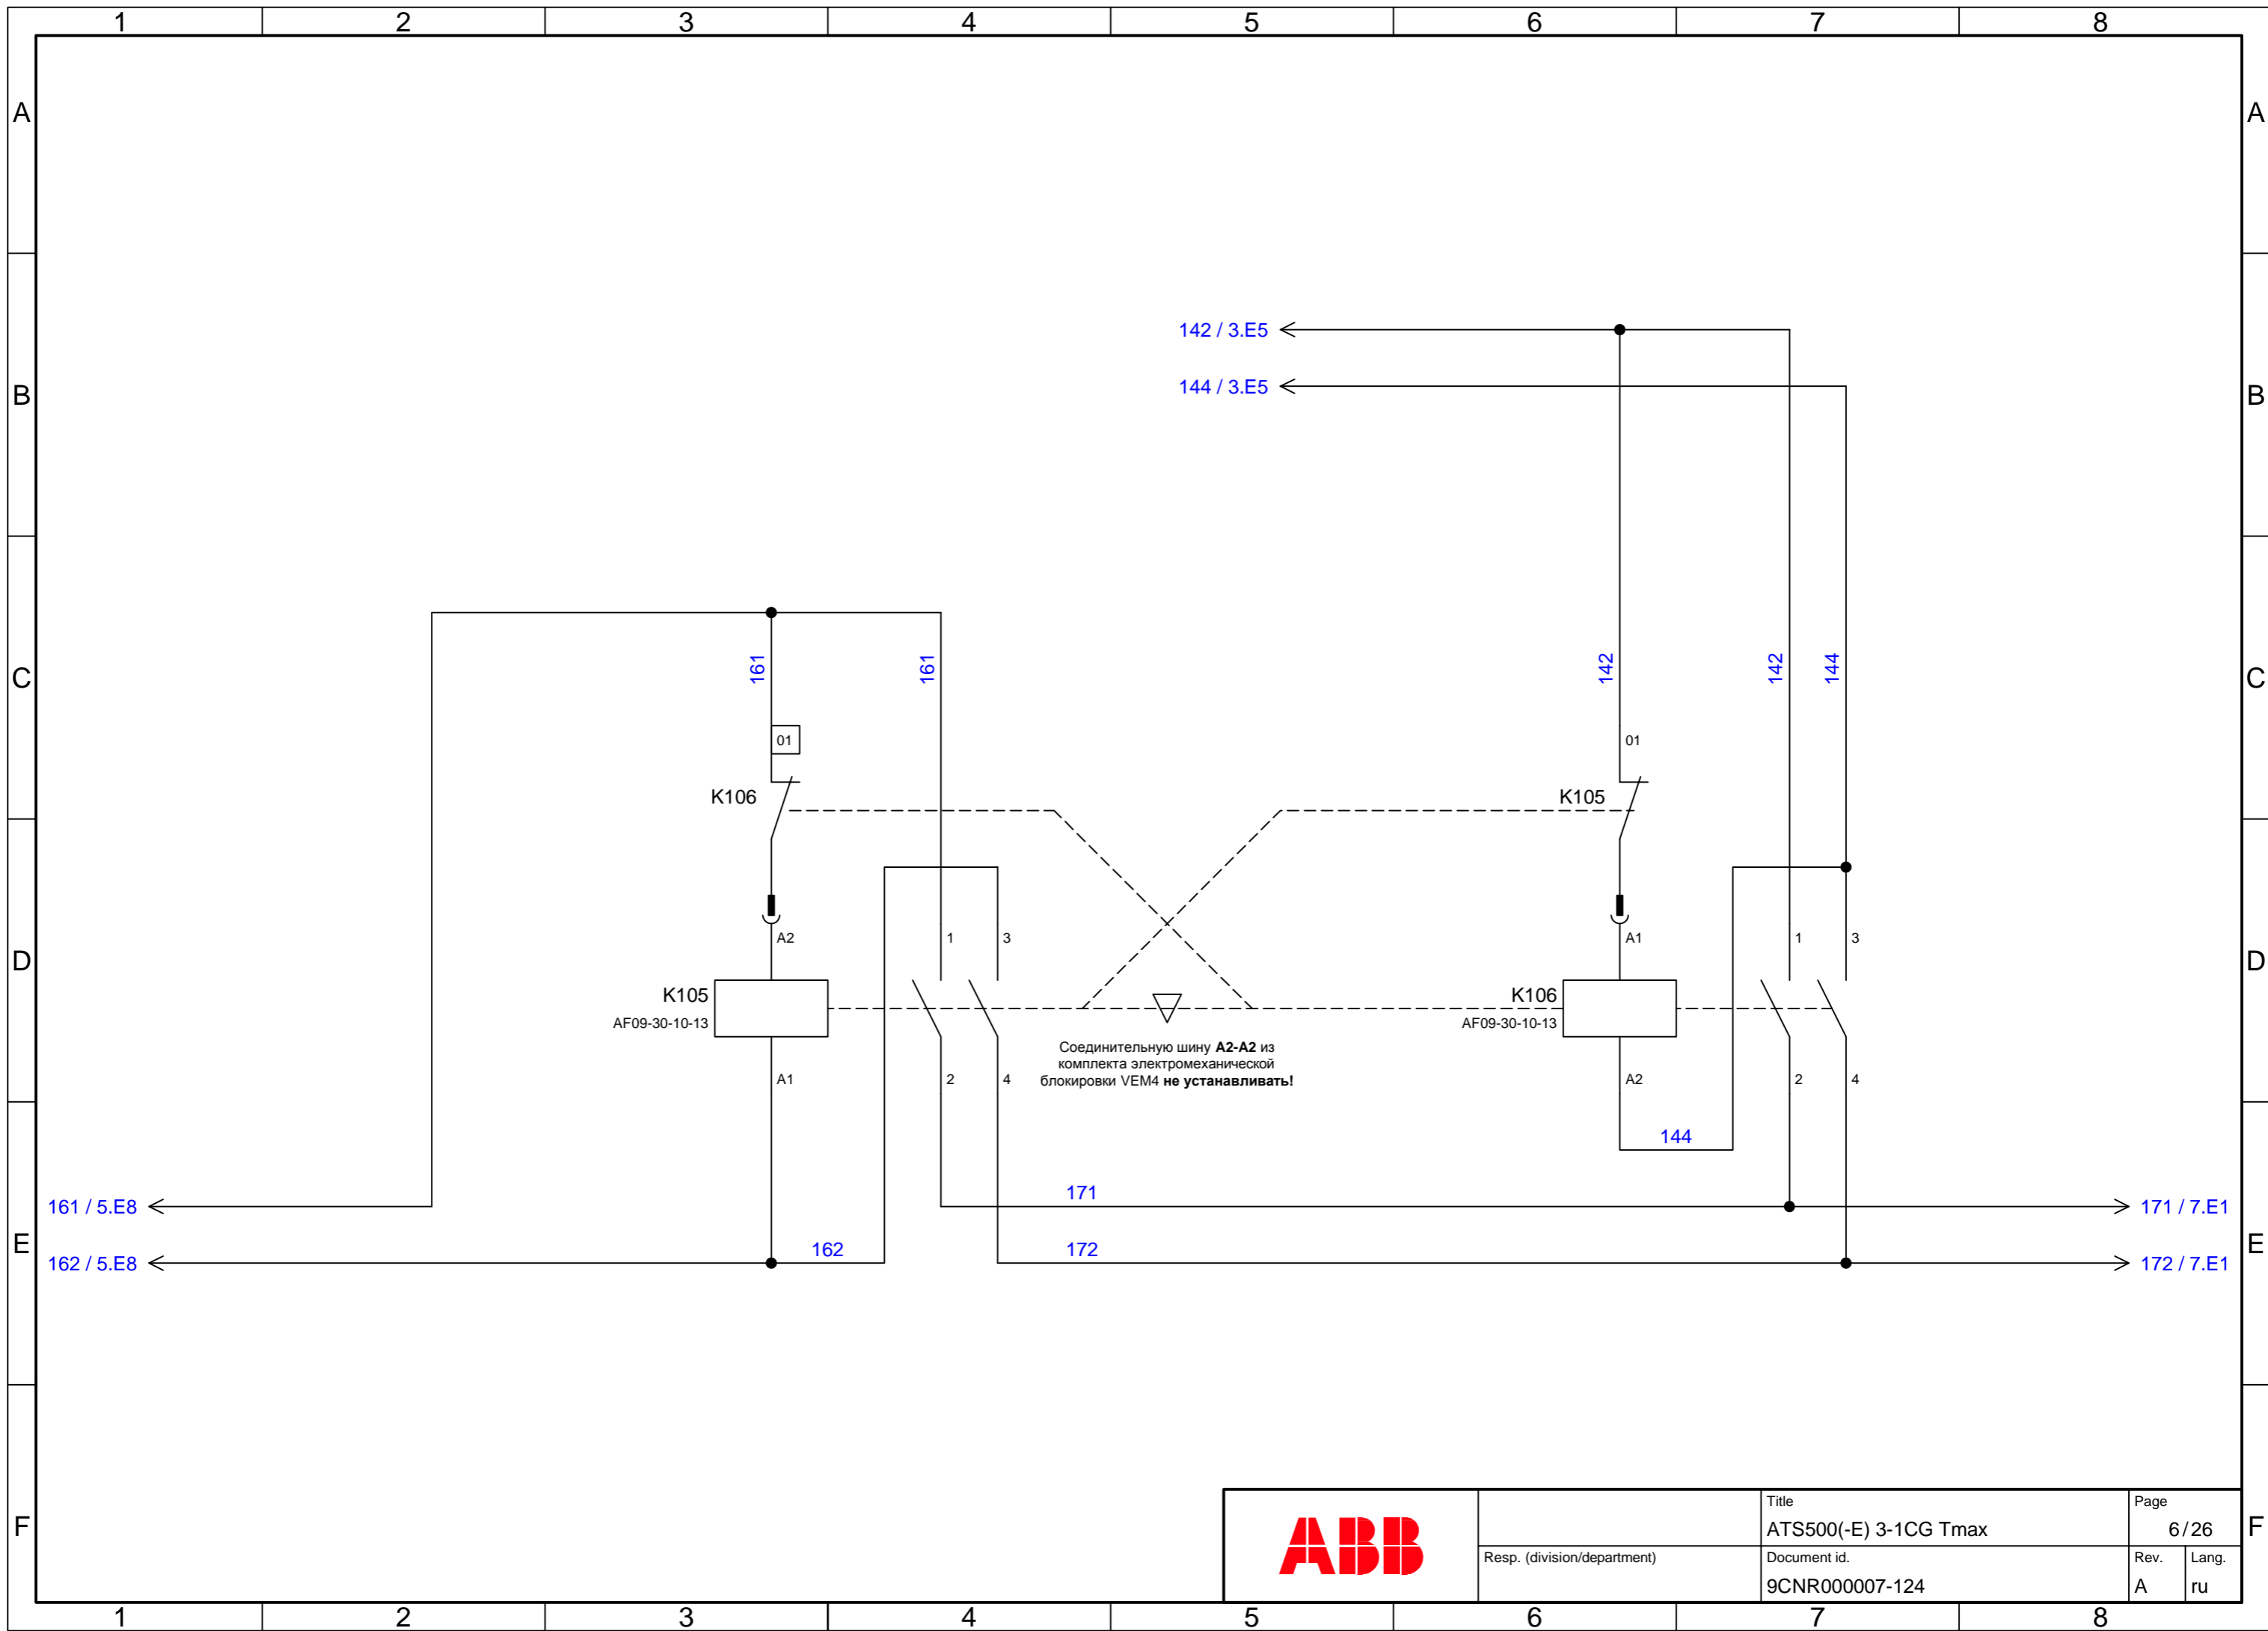 1 2 3 4 5 6 7 8
A A
142 / 3.E5
144 / 3.E5
B B
161 161 142 142 144
C C
01 01
K106 K105
A2 1 3 A1 1 3
D D
K105 K106
AF09-30-10-13 AF09-30-10-13
Соединительную шину A2-A2 из
комплекта электромеханической
блокировки VEM4 не устанавливать!
A1 2 4 A2 2 4
144
171
161 / 5.E8 171 / 7.E1
E E
162 172
162 / 5.E8 172 / 7.E1
F F
ABB
Title
ATS500(-E) 3-1CG Tmax
Page
6/26
Resp. (division/department)
Document id.
9CNR000007-124
Rev.
A
Lang.
ru
1 2 3 4 5 6 7 8